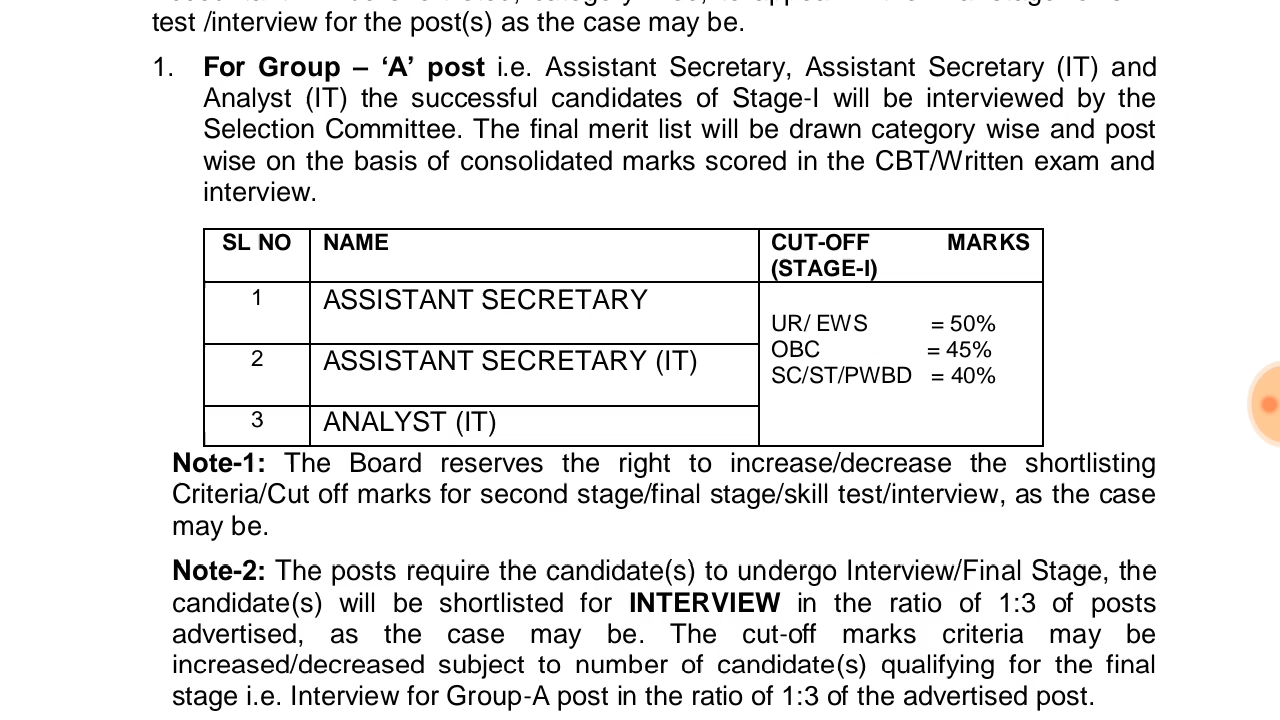 test /interview for the post(s) as the case may be.
1. For Group – ‘A’ post i.e. Assistant Secretary, Assistant Secretary (IT) and
Analyst (IT) the successful candidates of Stage-I will be interviewed by the
Selection Committee. The final merit list will be drawn category wise and post
wise on the basis of consolidated marks scored in the CBT/Written exam and
interview.
SL NO NAME CUT-OFF MARKS
(STAGE-I)
1 ASSISTANT SECRETARY
UR/ EWS = 50%
OBC = 45%
2 ASSISTANT SECRETARY (IT)
SC/ST/PWBD = 40%
3 ANALYST (IT)
Note-1: The Board reserves the right to increase/decrease the shortlisting
Criteria/Cut off marks for second stage/final stage/skill test/interview, as the case
may be.
Note-2: The posts require the candidate(s) to undergo Interview/Final Stage, the
candidate(s) will be shortlisted for INTERVIEW in the ratio of 1:3 of posts
advertised, as the case may be. The cut-off marks criteria may be
increased/decreased subject to number of candidate(s) qualifying for the final
stage i.e. Interview for Group-A post in the ratio of 1:3 of the advertised post.